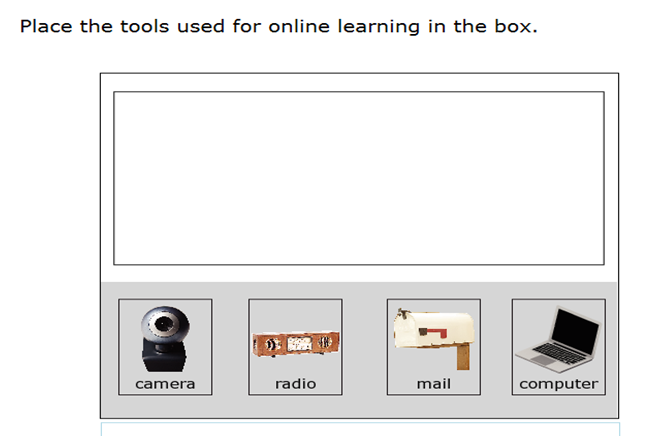 Place the tools used for online learning in the box.
camera
radio
mail
computer